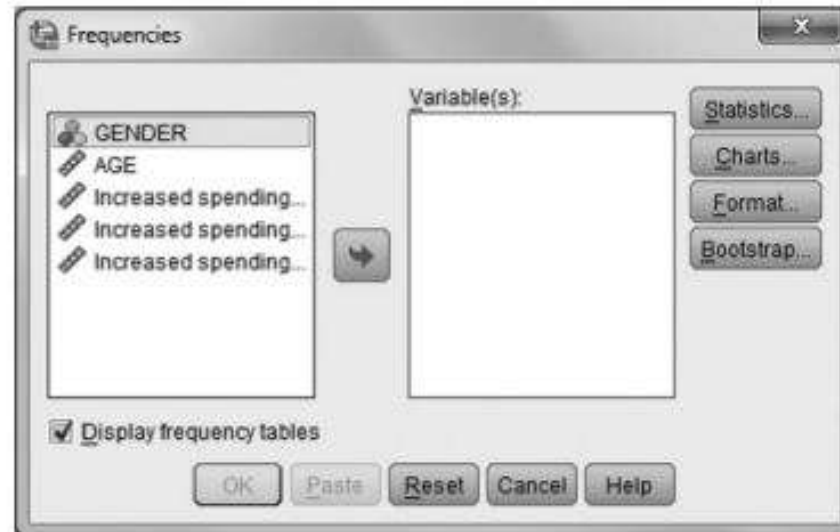 Frequencies
Variable(s):
GENDER
AGE
Increased spending...
Increased spending...
Increased spending...
Statistics...
Charts...
Format...
Bootstrap...
Display frequency tables
OK Paste Reset Cancel Help